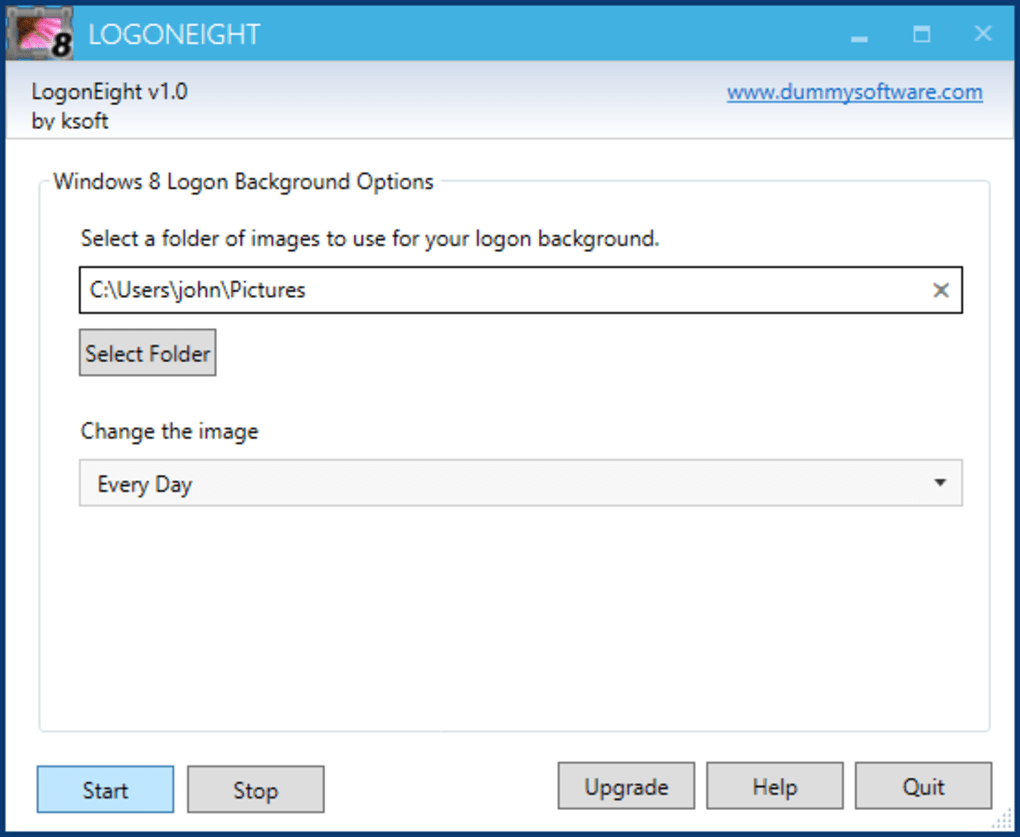 8 LOGONEIGHT
LogonEight v1.0
www.dummysoftware.com
by ksoft
Windows 8 Logon Background Options
Select a folder of images to use for your logon background.
C:\Users\john\Pictures
Select Folder
Change the image
Every Day
Start Stop Upgrade Help Quit